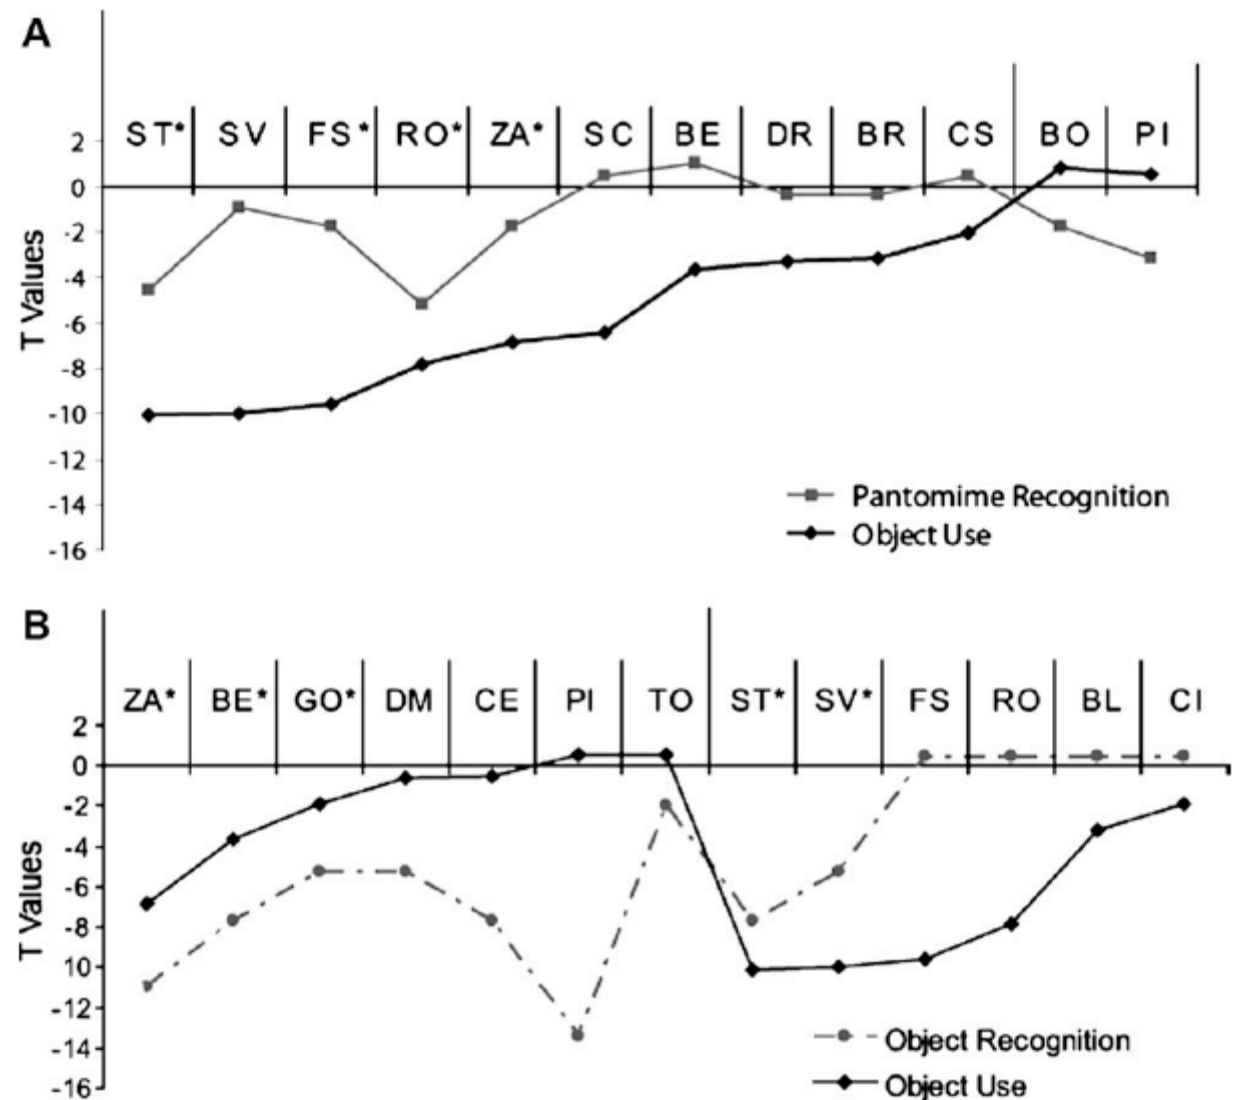 A
ST* SV FS* RO* ZA* SC BE DR BR CS BO PI
2
0
-2
-4
-6
-8
-10
-12
-14
-16
T Values
Pantomime Recognition
Object Use
B
ZA* BE* GO* DM CE PI TO ST* SV* FS RO BL CI
2
0
-2
-4
-6
-8
10
-12
-14
-16
T Values
Object Recognition
Object Use